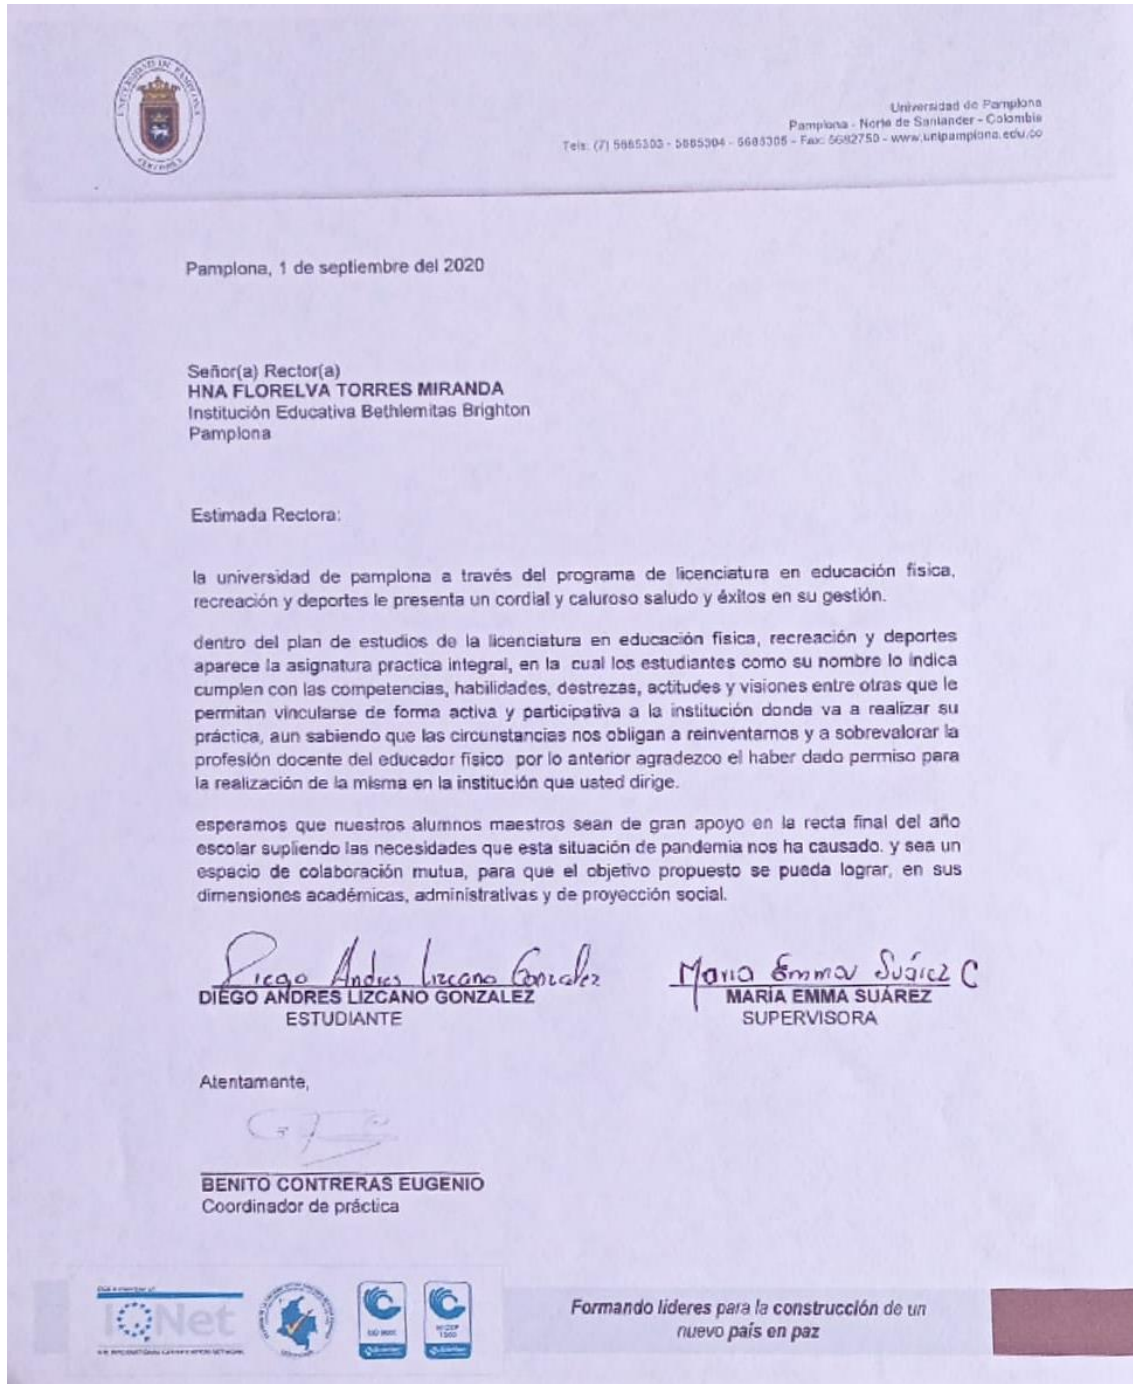 UNIVERSIDAD DE PAMPLONA
COLOMBIA
Universidad de Pamplona
Pamplona - Norte de Santander - Colombia
Tels: (7) 5685303 - 5685304 - 5685305 - Fax: 5682750 - www.unipamplona.edu.co
Pamplona, 1 de septiembre del 2020
Señor(a) Rector(a)
HNA FLORELVA TORRES MIRANDA
Institución Educativa Bethlemitas Brighton
Pamplona
Estimada Rectora:
la universidad de pamplona a través del programa de licenciatura en educación física,
recreación y deportes le presenta un cordial y caluroso saludo y éxitos en su gestión.
dentro del plan de estudios de la licenciatura en educación física, recreación y deportes
aparece la asignatura practica integral, en la cual los estudiantes como su nombre lo indica
cumplen con las competencias, habilidades, destrezas, actitudes y visiones entre otras que le
permitan vincularse de forma activa y participativa a la institución donde va a realizar su
práctica, aun sabiendo que las circunstancias nos obligan a reinventarnos y a sobrevalorar la
profesión docente del educador físico por lo anterior agradezco el haber dado permiso para
la realización de la misma en la institución que usted dirige.
esperamos que nuestros alumnos maestros sean de gran apoyo en la recta final del año
escolar supliendo las necesidades que esta situación de pandemia nos ha causado. y sea un
espacio de colaboración mutua, para que el objetivo propuesto se pueda lograr, en sus
dimensiones académicas, administrativas y de proyección social.
Diego Andres Lizcano Gonzalez Maria Emma Suárez C
DIEGO ANDRES LIZCANO GONZALEZ MARIA EMMA SUÁREZ
ESTUDIANTE SUPERVISORA
Atentamente,
BENITO CONTRERAS EUGENIO
Coordinador de práctica
IQNet
THE INTERNATIONAL CERTIFICATION NETWORK
ISO 9001
NTCGP
1000
Formando líderes para la construcción de un
nuevo país en paz